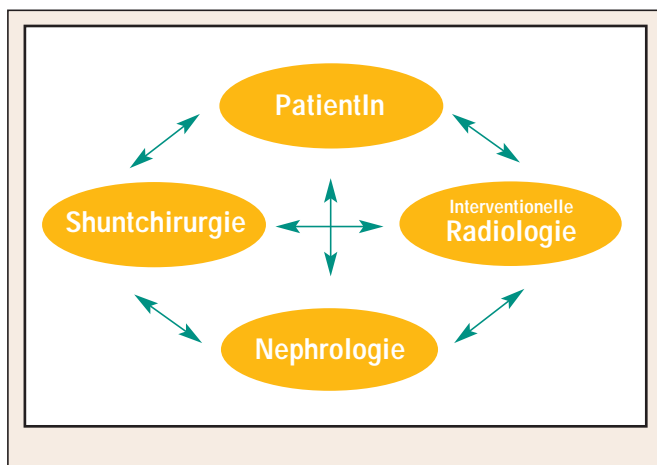 PatientIn
Shuntchirurgie
Interventionelle
Radiologie
Nephrologie